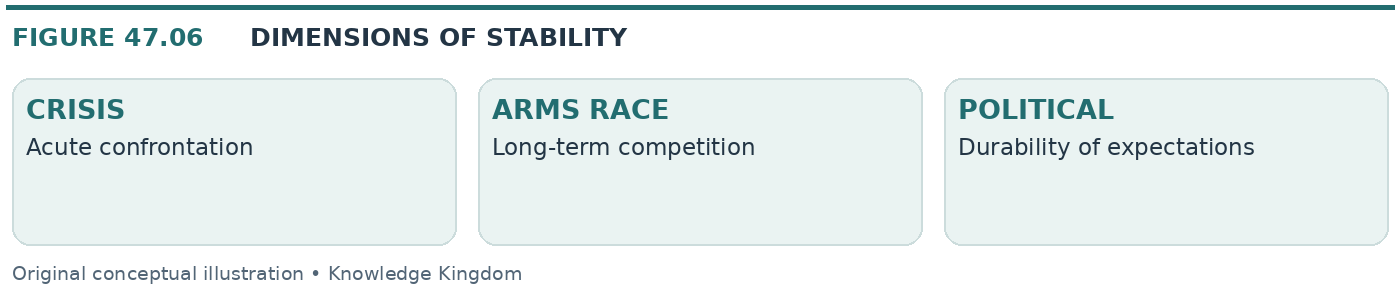 FIGURE 47.06 DIMENSIONS OF STABILITY
CRISIS
Acute confrontation
ARMS RACE
Long-term competition
POLITICAL
Durability of expectations
Original conceptual illustration • Knowledge Kingdom